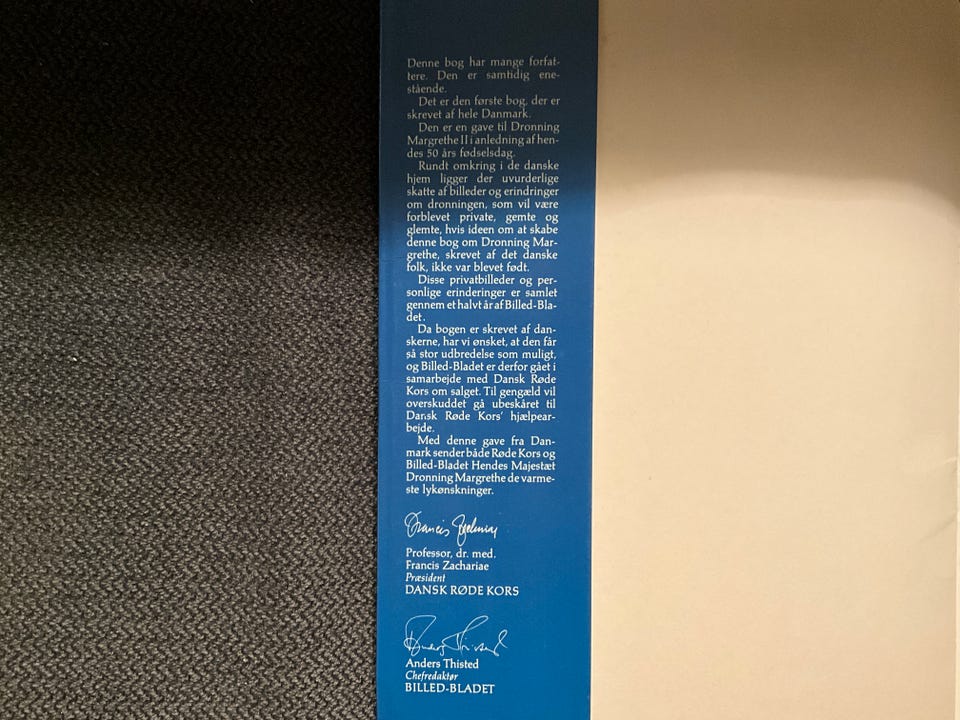 Denne bog har mange forfat-
tere. Den er samtidig ene-
stående.
Det er den første bog, der er
skrevet af hele Danmark.
Den er en gave til Dronning
Margrethe II i anledning af hen-
des 50 års fødselsdag.
Rundt omkring i de danske
hjem ligger der uvurderlige
skatte af billeder og erindringer
om dronningen, som vil være
forblevet private, gemte og
glemte, hvis ideen om at skabe
denne bog om Dronning Mar-
grethe, skrevet af det danske
folk, ikke var blevet født.
Disse privatbilleder og per-
sonlige erinderinger er samlet
gennem et halvt år af Billed-Bla-
det.
Da bogen er skrevet af dan-
skerne, har vi ønsket, at den får
så stor udbredelse som muligt,
og Billed-Bladet er derfor gået i
samarbejde med Dansk Røde
Kors om salget. Til gengæld vil
overskuddet gå ubeskåret til
Dansk Røde Kors' hjælpear-
bejde.
Med denne gave fra Dan-
mark sender både Røde Kors og
Billed-Bladet Hendes Majestæt
Dronning Margrethe de varme-
ste lykønskninger.
Professor, dr. med.
Francis Zachariae
Præsident
DANSK RØDE KORS
Anders Thisted
Chefredaktør
BILLED-BLADET